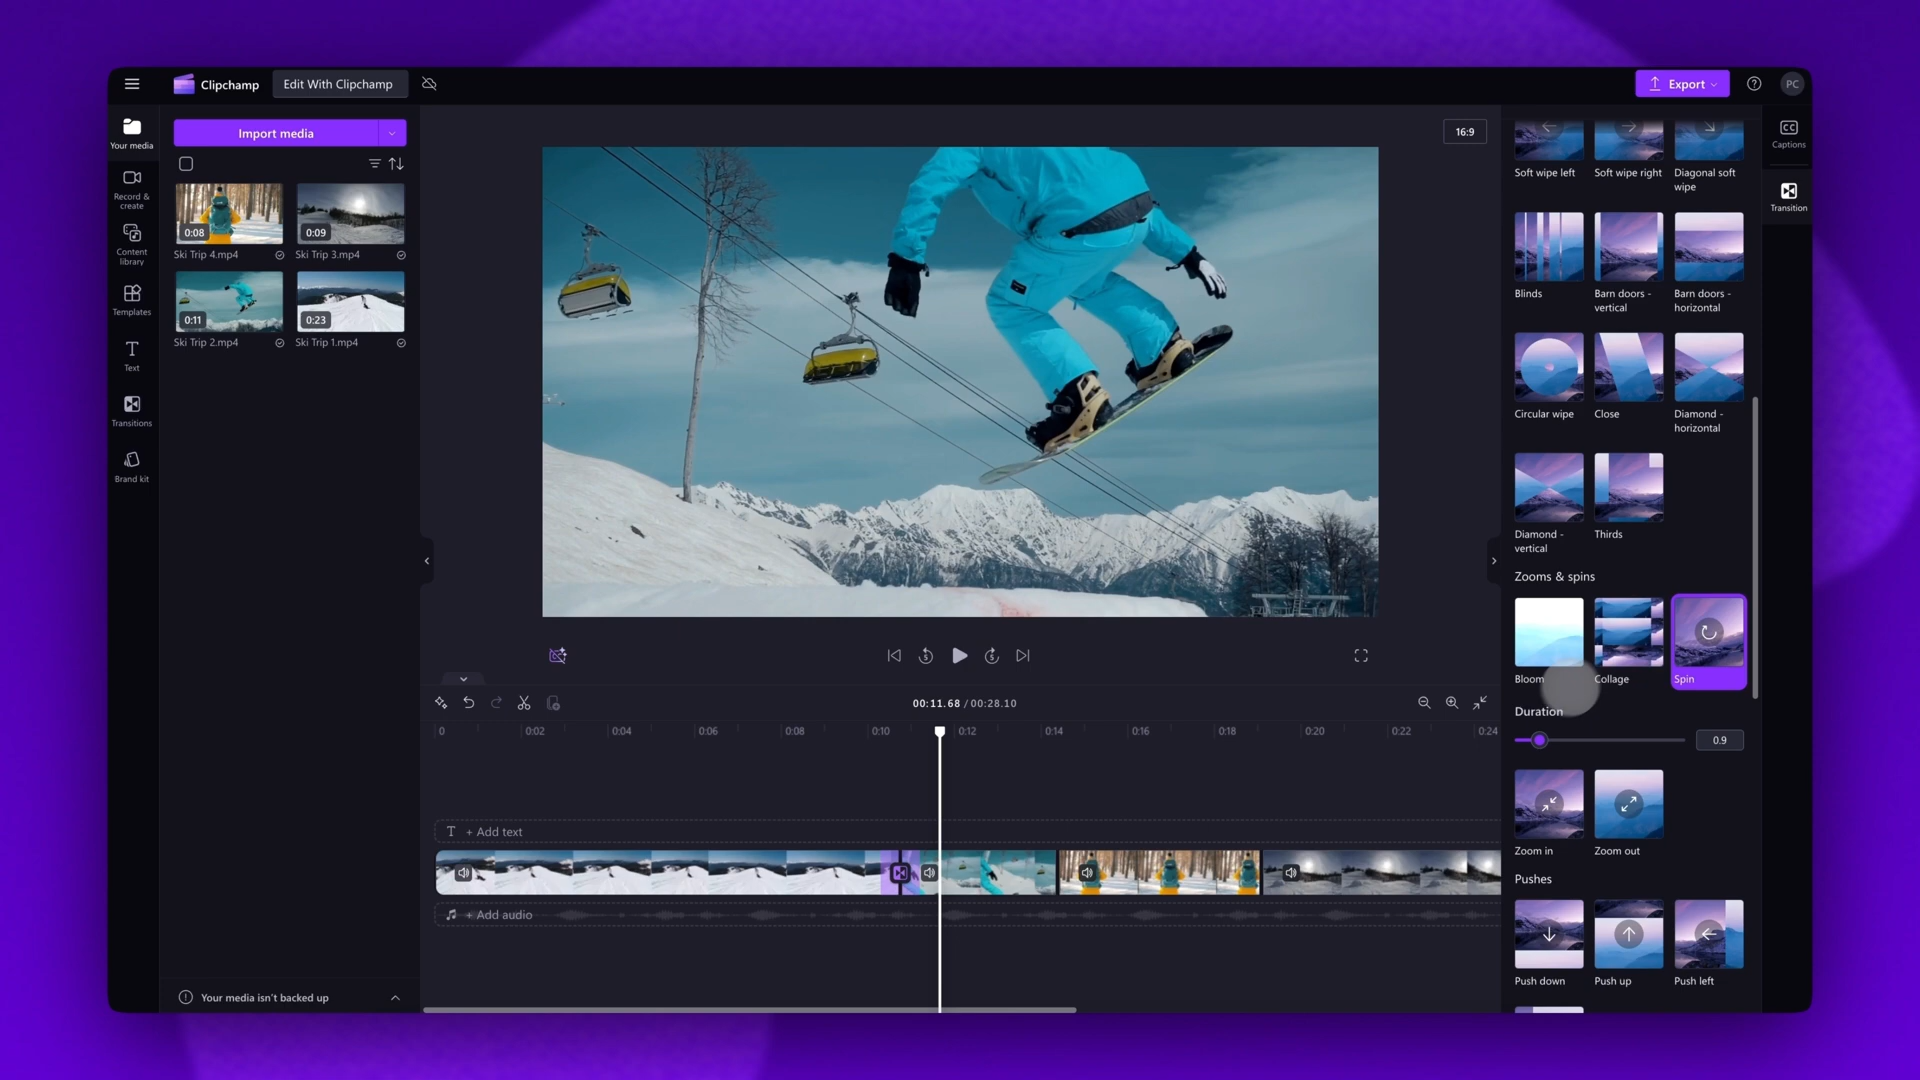 Clipchamp
Edit With Clipchamp
Export
PC
Your media
Record &
create
Content
library
Templates
Text
Transitions
Brand kit
Import media
0:08
0:09
Ski Trip 4.mp4
Ski Trip 3.mp4
0:11
0:23
Ski Trip 2.mp4
Ski Trip 1.mp4
Your media isn't backed up
16:9
5
5
00:11.68 / 00:28.10
0
0:02
0:04
0:06
0:08
0:10
0:12
0:14
0:16
0:18
0:20
0:22
0:24
T + Add text
+ Add audio
Soft wipe left
Soft wipe right
Diagonal soft
wipe
Blinds
Barn doors -
vertical
Barn doors -
horizontal
Circular wipe
Close
Diamond -
horizontal
Diamond -
vertical
Thirds
Zooms & spins
Bloom
Collage
Spin
Duration
0.9
Zoom in
Zoom out
Pushes
Push down
Push up
Push left
CC
Captions
Transition